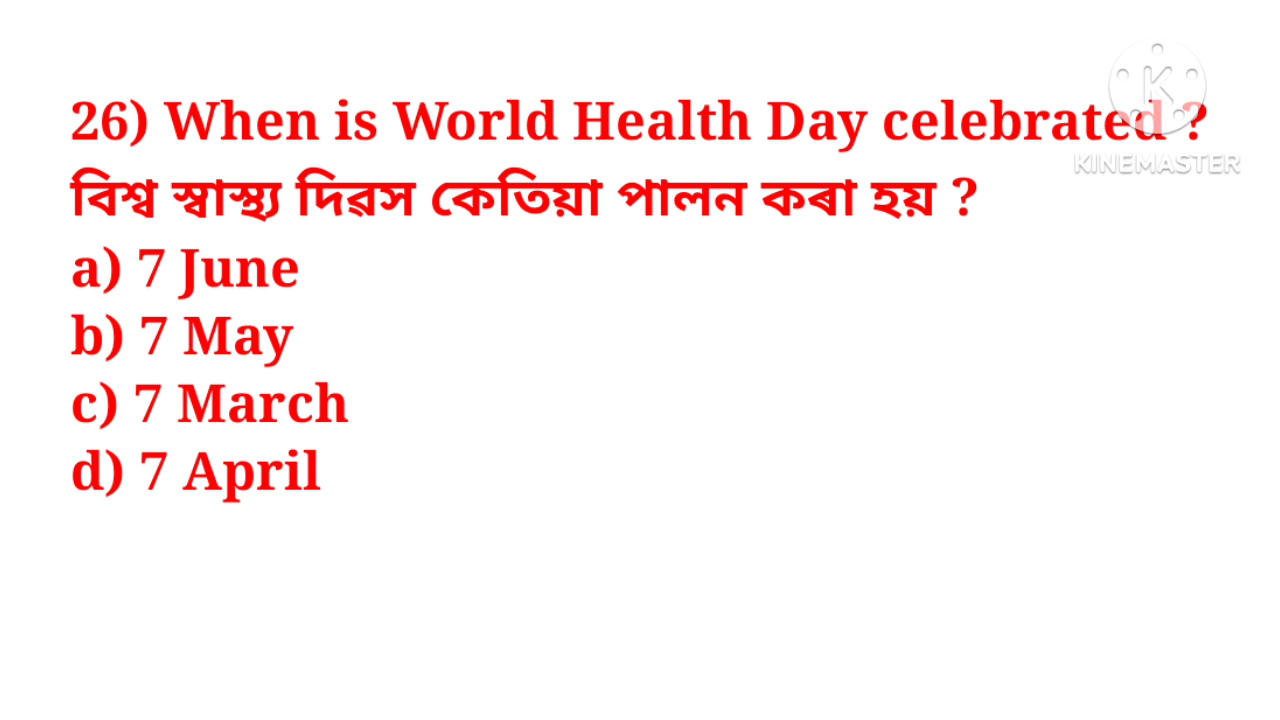 26) When is World Health Day celebrated ?
বিশ্ব স্বাস্থ্য দিৱস কেতিয়া পালন কৰা হয় ?
a) 7 June
b) 7 May
c) 7 March
d) 7 April
K
KINEMASTER